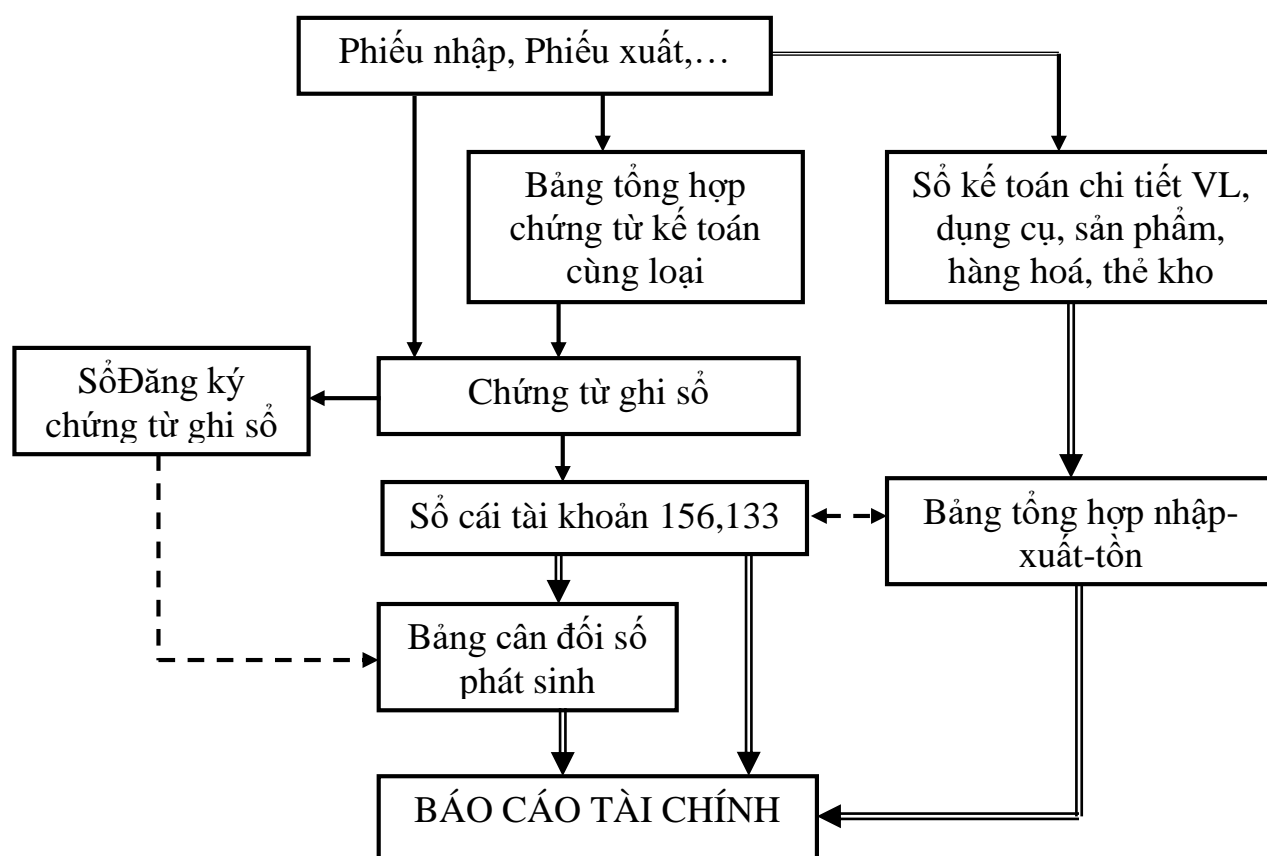 Phiếu nhập, Phiếu xuất,…
Bảng tổng hợp
chứng từ kế toán
cùng loại
Sổ kế toán chi tiết VL,
dụng cụ, sản phẩm,
hàng hoá, thẻ kho
SổĐăng ký
chứng từ ghi sổ
Chứng từ ghi sổ
Sổ cái tài khoản 156,133
Bảng tổng hợp nhập-
xuất-tồn
Bảng cân đối số
phát sinh
BÁO CÁO TÀI CHÍNH